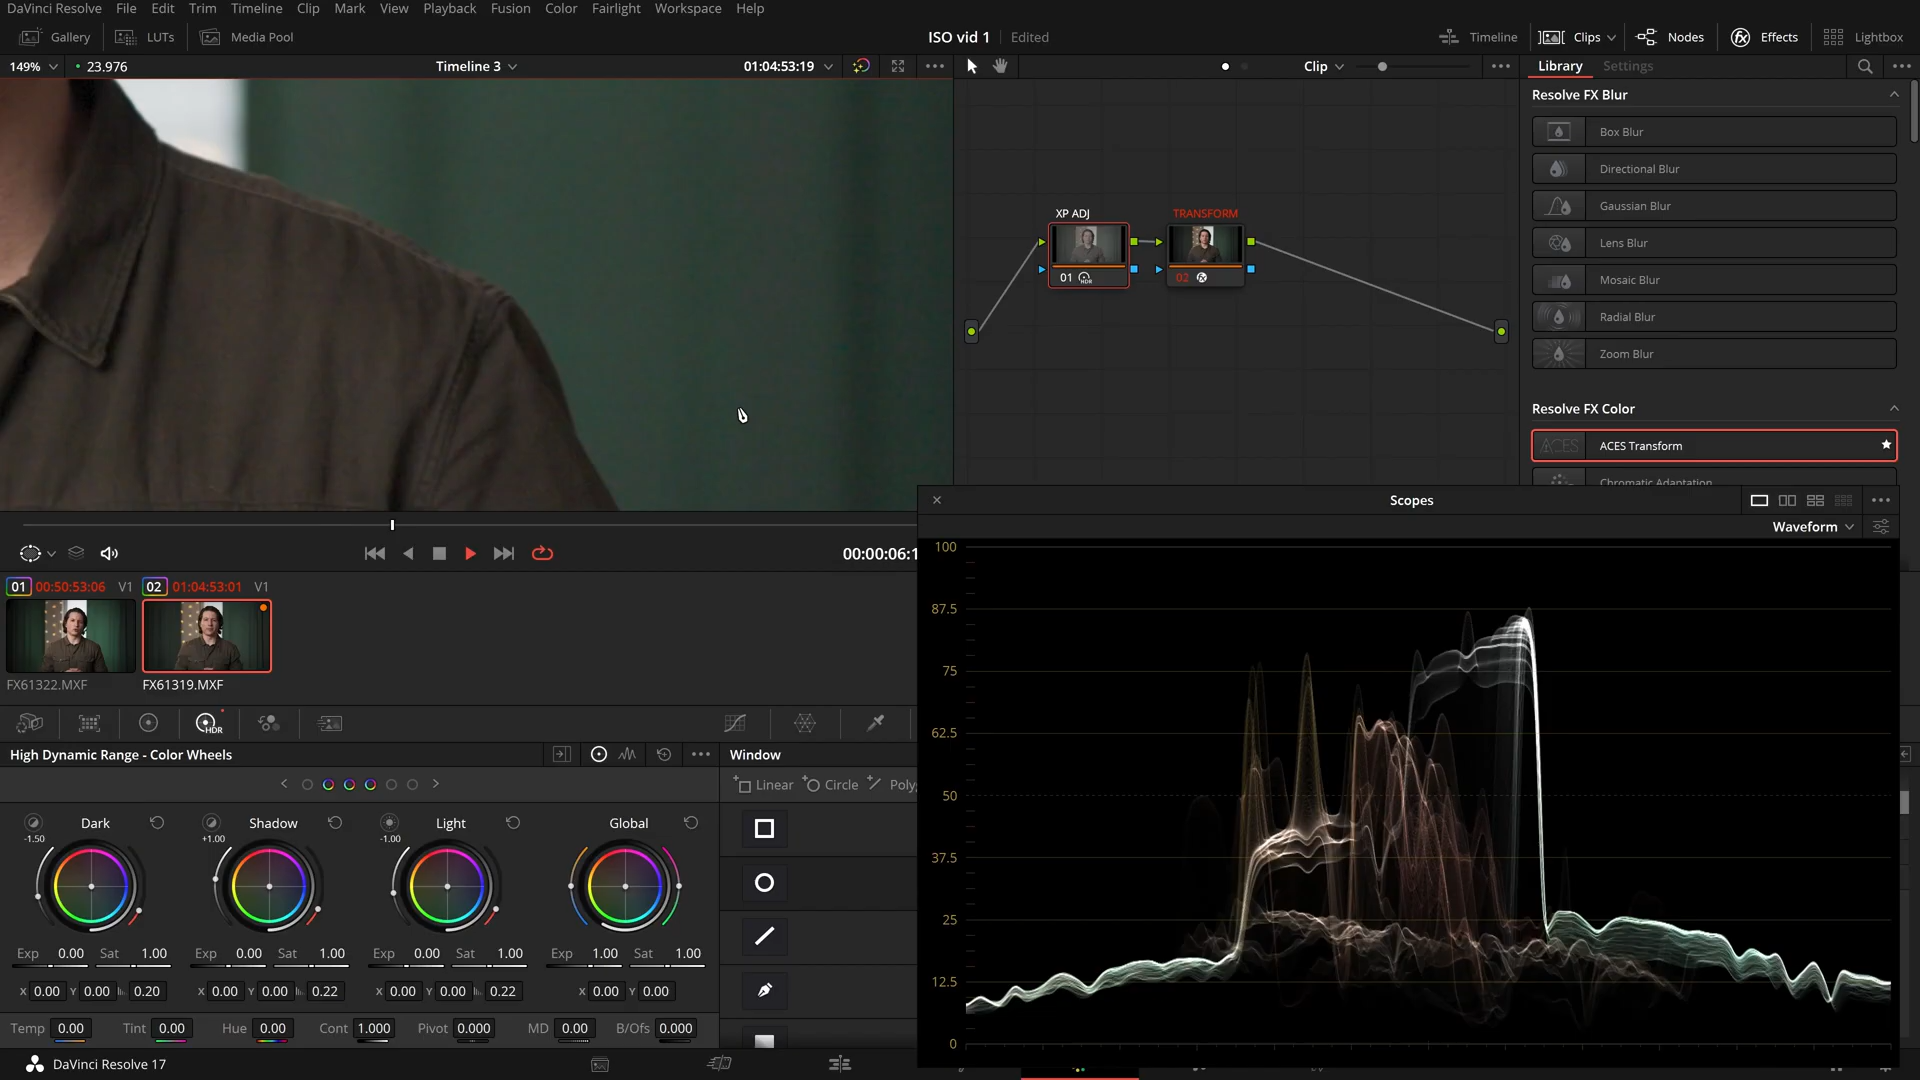 DaVinci Resolve File Edit Trim Timeline Clip Mark View Playback Fusion Color Fairlight Workspace Help
Gallery LUTs Media Pool ISO vid 1 Edited Timeline Clips Nodes Effects Lightbox
149% 23.976 Timeline 3 01:04:53:19 Clip Library Settings
Resolve FX Blur
Box Blur
Directional Blur
Gaussian Blur
Lens Blur
Mosaic Blur
Radial Blur
Zoom Blur
XP ADJ TRANSFORM
01 HDR 02
Resolve FX Color
ACES ACES Transform
Chromatic Adaptation
Scopes
Waveform
00:00:06:1
01 00:50:53:06 V1 02 01:04:53:01 V1
FX61322.MXF FX61319.MXF
HDR
100
87.5
75
62.5
50
37.5
25
12.5
0
High Dynamic Range - Color Wheels Window
Linear Circle Poly
Dark Shadow Light Global
-1.50 +1.00 -1.00
Exp 0.00 Sat 1.00 Exp 0.00 Sat 1.00 Exp 0.00 Sat 1.00 Exp 1.00 Sat 1.00
X 0.00 Y 0.00 0.20 X 0.00 Y 0.00 0.22 X 0.00 Y 0.00 0.22 X 0.00 Y 0.00
Temp 0.00 Tint 0.00 Hue 0.00 Cont 1.000 Pivot 0.000 MD 0.00 B/Ofs 0.000
DaVinci Resolve 17